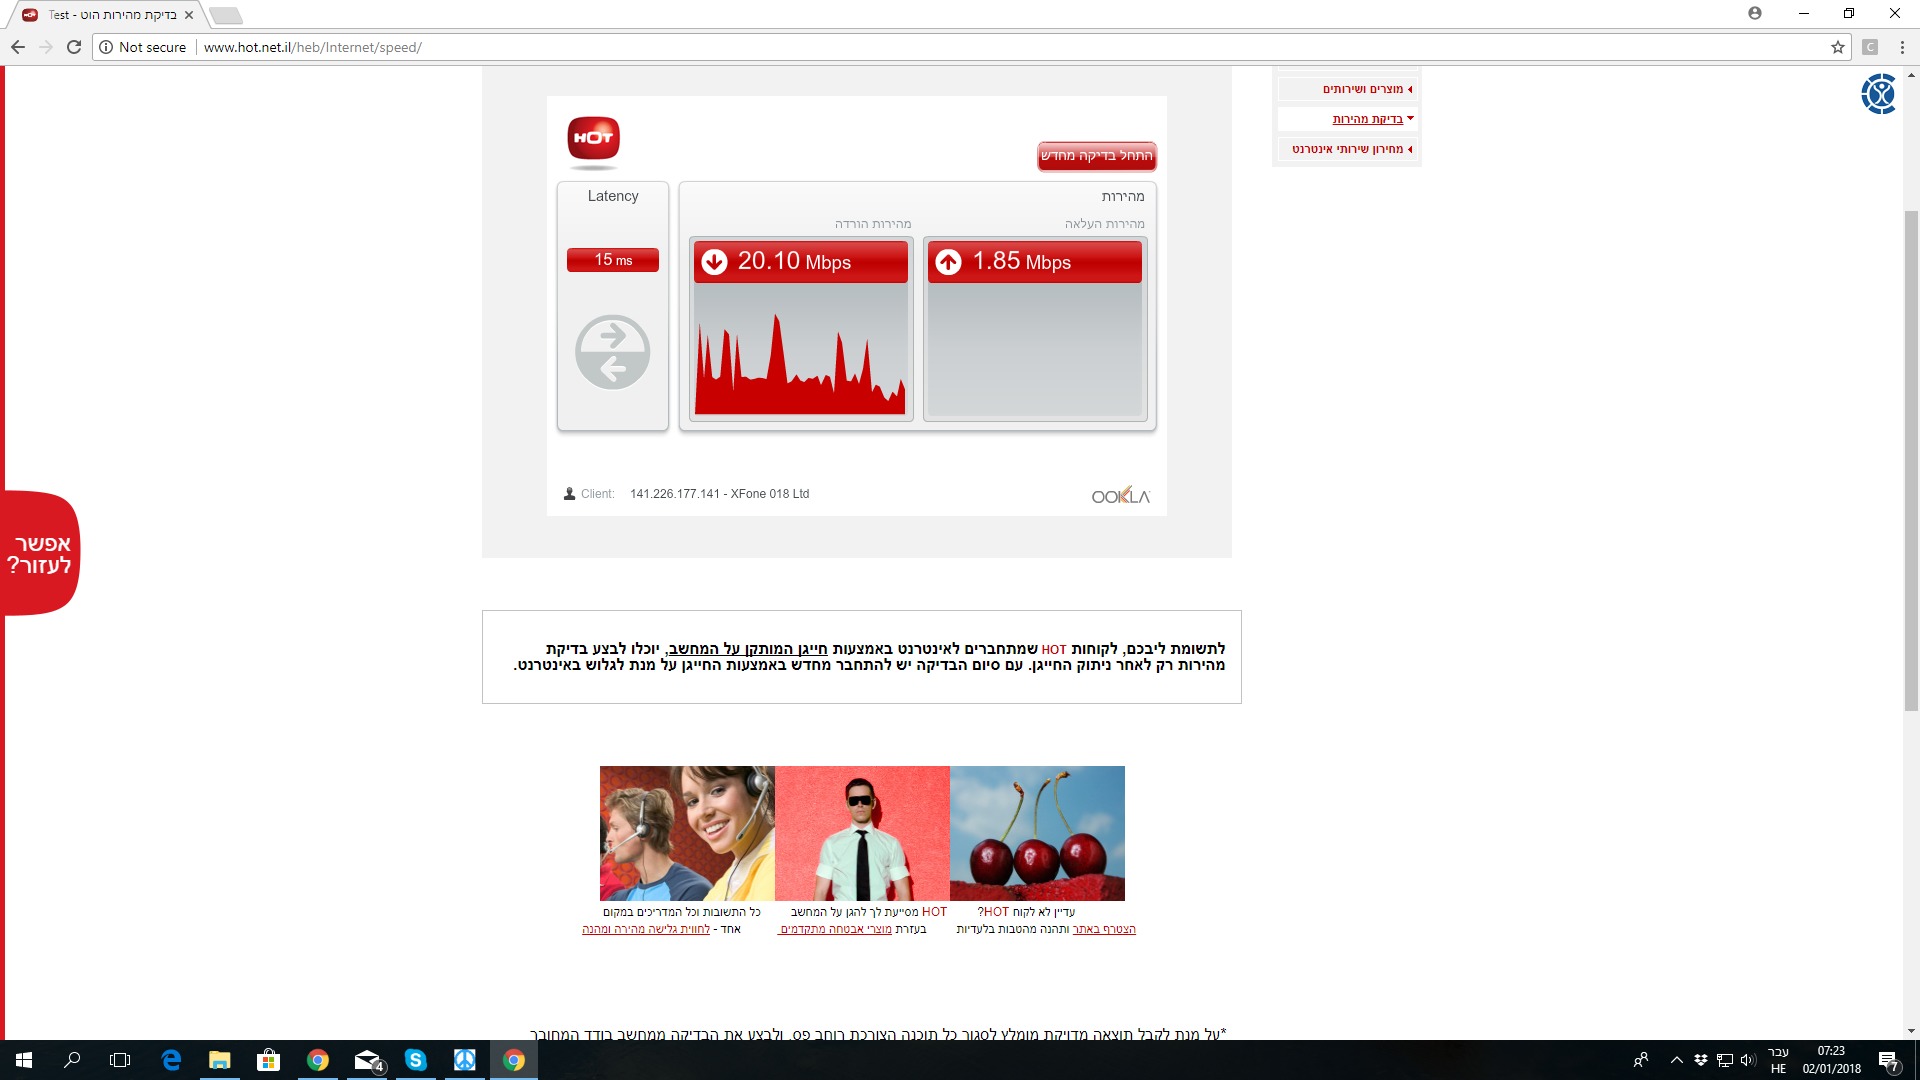 Test - בדיקת מהירות הוט
Not secure
www.hot.net.il/heb/Internet/speed/
C
מוצרים ושירותים
בדיקת מהירות
מחירון שירותי אינטרנט
HOT
התחל בדיקה מחדש
Latency
15 ms
מהירות
מהירות העלאה
1.85 Mbps
מהירות הורדה
20.10 Mbps
Client: 141.226.177.141 - XFone 018 Ltd
OOKLA
אפשר
לעזור?
לתשומת ליבכם, לקוחות HOT שמתחברים לאינטרנט באמצעות חייגן המותקן על המחשב, יוכלו לבצע בדיקת
מהירות רק לאחר ניתוק החייגן. עם סיום הבדיקה יש להתחבר מחדש באמצעות החייגן על מנת לגלוש באינטרנט.
עדיין לא לקוח HOT?
הצטרף באתר ותהנה מהטבות בלעדיות
HOT מסייעת לך להגן על המחשב
בעזרת מוצרי אבטחה מתקדמים
כל התשובות וכל המדריכים במקום
אחד - לחווית גלישה מהירה ומהנה
*על מנת לקבל תוצאה מדויקת מומלץ לסגור כל תוכנה הצורכת רוחב פס, ולבצע את הבדיקה ממחשב בודד המחובר
4
עבר
HE
07:23
02/01/2018
7